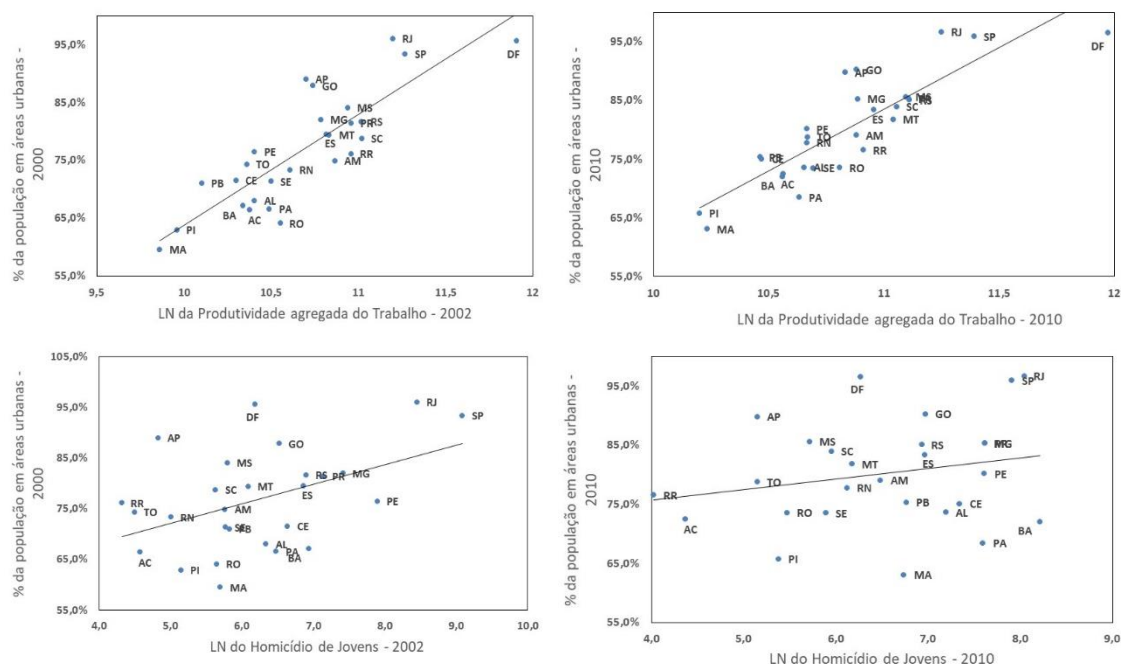 % da população em áreas urbanas -
2000
95,0%
85,0%
75,0%
65,0%
55,0%
RJ
SP
DF
AP
GO
MS
MG
PR
RS
ES
MT
SC
PE
AM
RR
TO
RN
PB
CE
SE
AL
BA
AC
PA
RO
PI
MA
9,5
10
10,5
11
11,5
12
LN da Produtividade agregada do Trabalho - 2002
% da população em áreas urbanas -
2010
95,0%
85,0%
75,0%
65,0%
55,0%
RJ
SP
DF
AP
GO
MG
MS
RS
ES
SC
MT
PE
TO
RN
AM
RR
CE
AL
SE
RO
BA
AC
PA
PI
MA
10
10,5
11
11,5
12
LN da Produtividade agregada do Trabalho - 2010
% da população em áreas urbanas -
2000
105,0%
95,0%
85,0%
75,0%
65,0%
55,0%
DF
RJ
SP
AP
GO
MS
SC
MT
RS
PR
MG
ES
PE
RR
TO
RN
AM
SE
PB
CE
AC
AL
PA
BA
PI
RO
MA
4,0
5,0
6,0
7,0
8,0
9,0
10,0
LN do Homicídio de Jovens - 2002
% da população em áreas urbanas -
2010
95,0%
85,0%
75,0%
65,0%
55,0%
DF
RJ
SP
AP
GO
MS
SC
RS
MG
ES
MT
TO
RN
AM
PE
RR
AC
RO
SE
PB
CE
AL
BA
PI
PA
MA
4,0
5,0
6,0
7,0
8,0
9,0
LN do Homicídio de Jovens - 2010